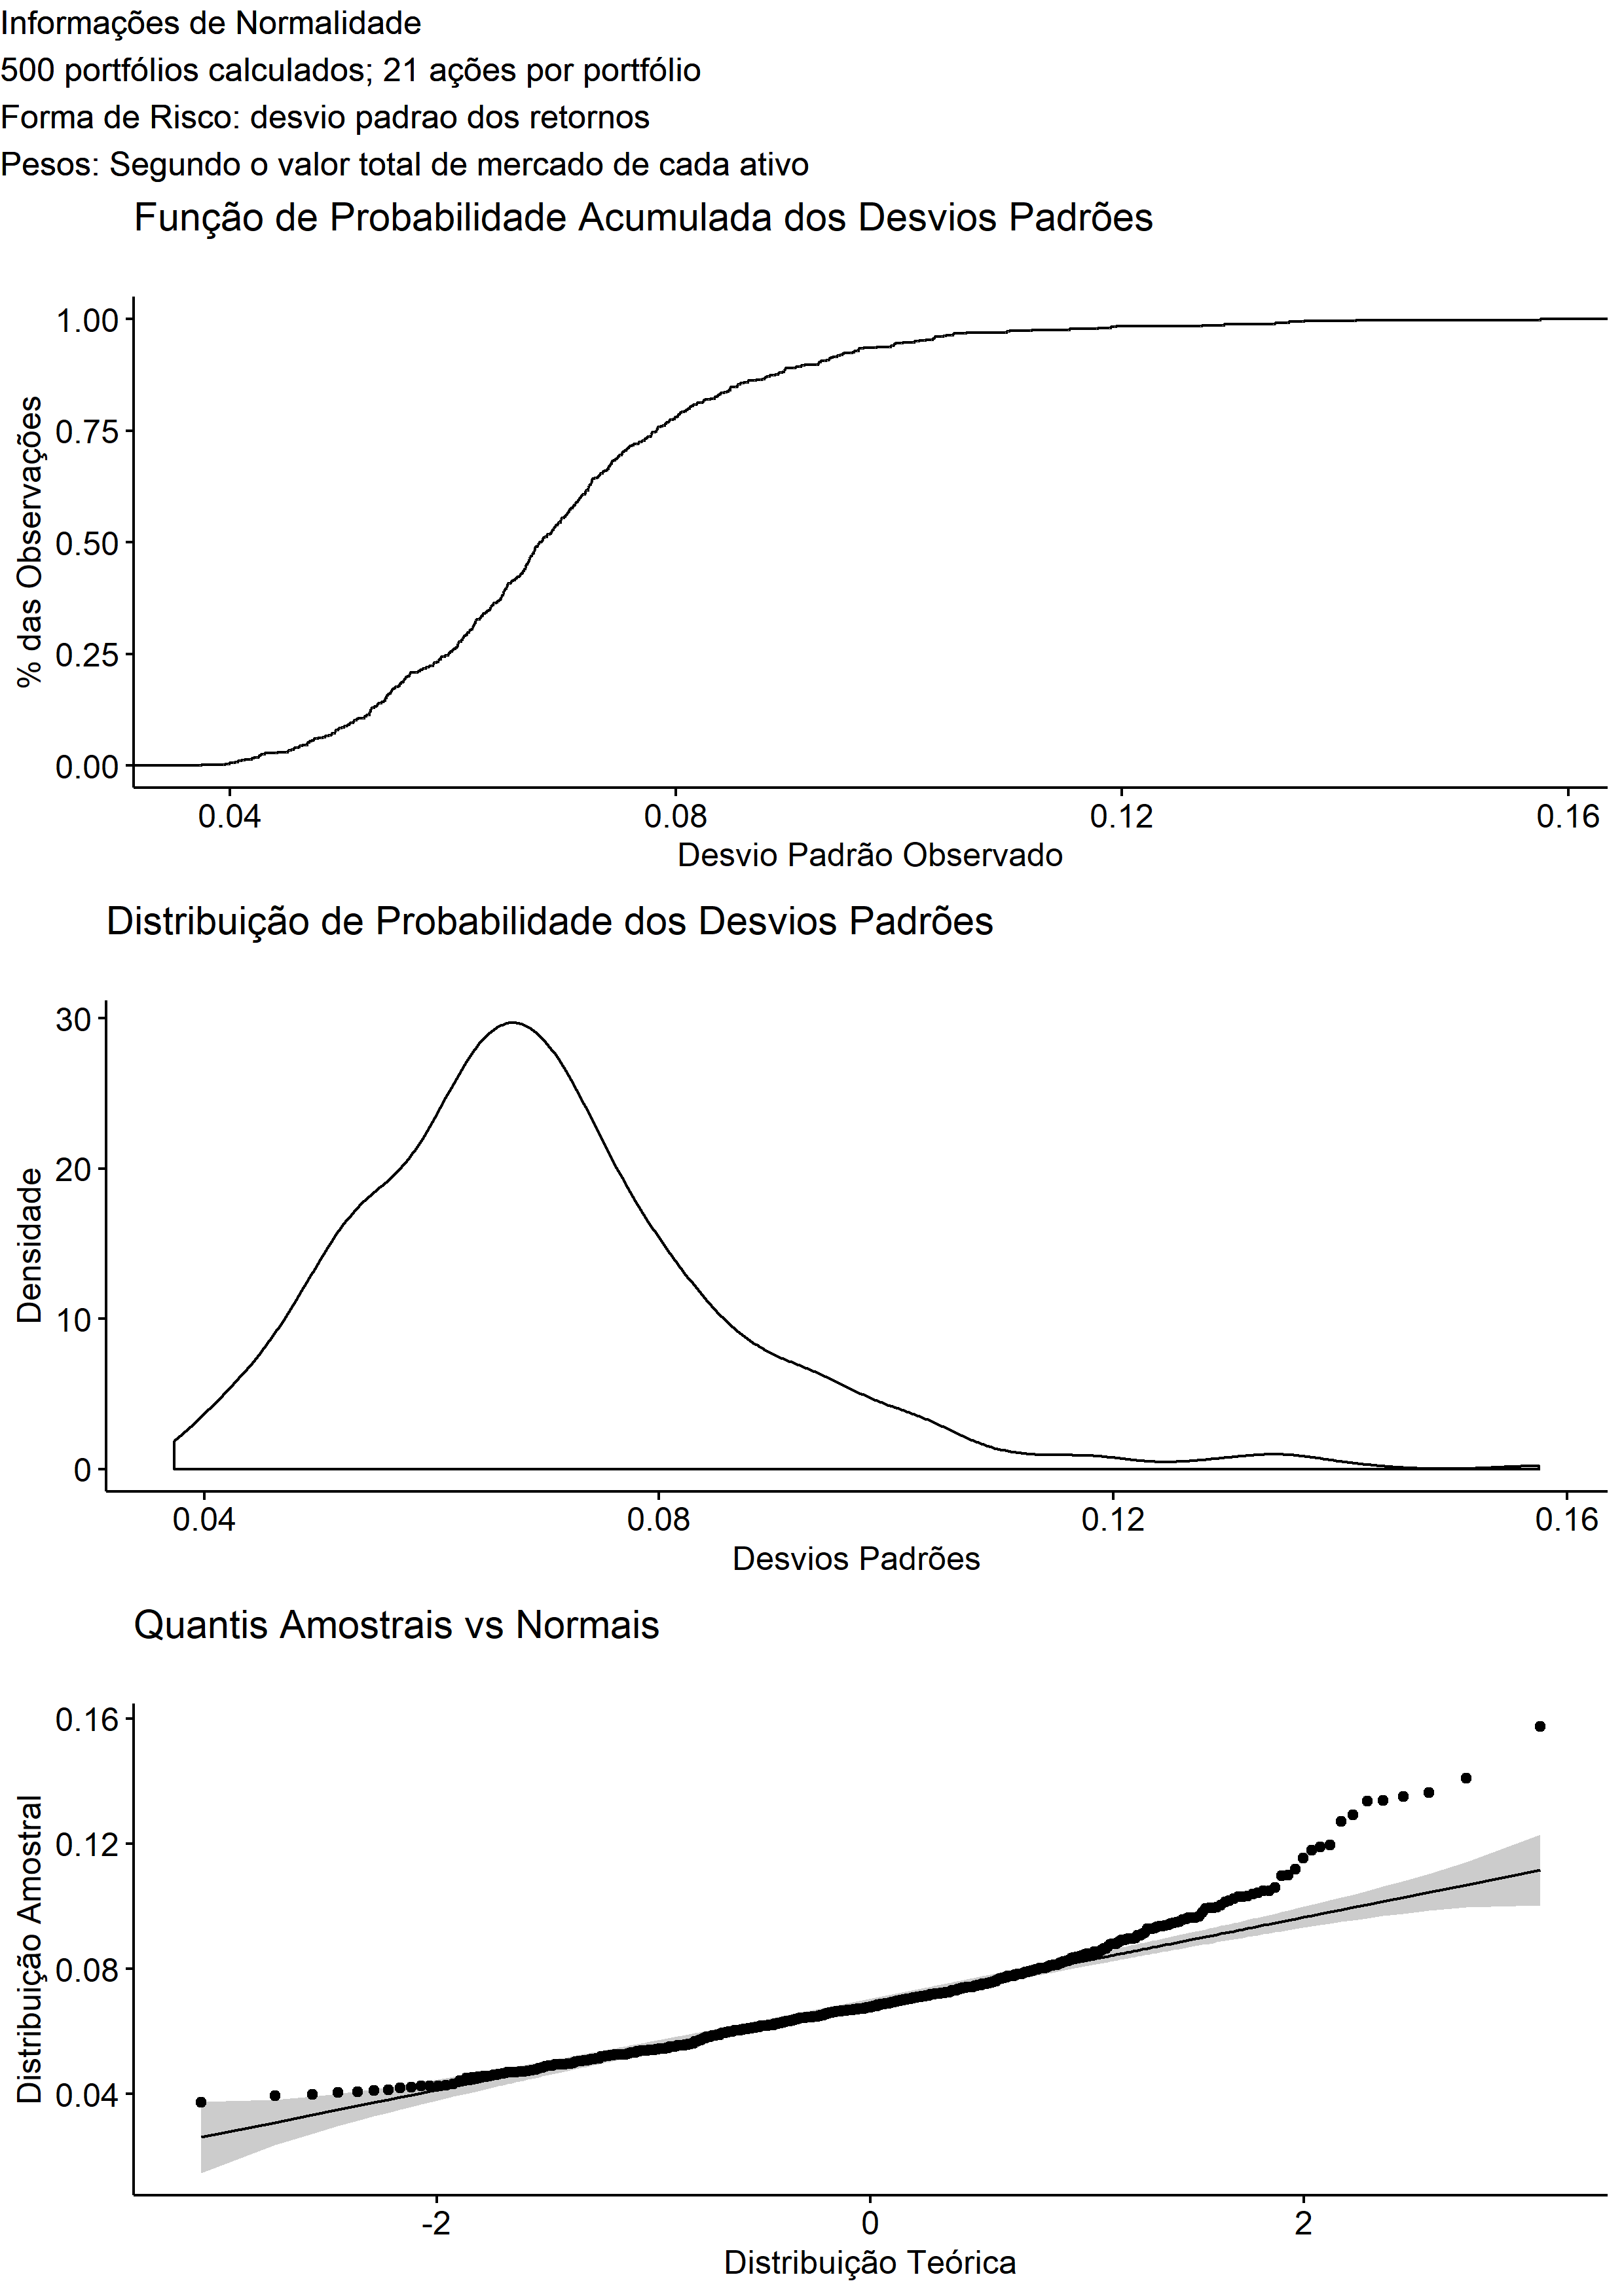 Informações de Normalidade
500 portfólios calculados; 21 ações por portfólio
Forma de Risco: desvio padrao dos retornos
Pesos: Segundo o valor total de mercado de cada ativo
Função de Probabilidade Acumulada dos Desvios Padrões
% das Observações
1.00
0.75
0.50
0.25
0.00
0.04 0.08 0.12 0.16
Desvio Padrão Observado
Distribuição de Probabilidade dos Desvios Padrões
Densidade
30
20
10
0
0.04 0.08 0.12 0.16
Desvios Padrões
Quantis Amostrais vs Normais
Distribuição Amostral
0.16
0.12
0.08
0.04
-2 0 2
Distribuição Teórica